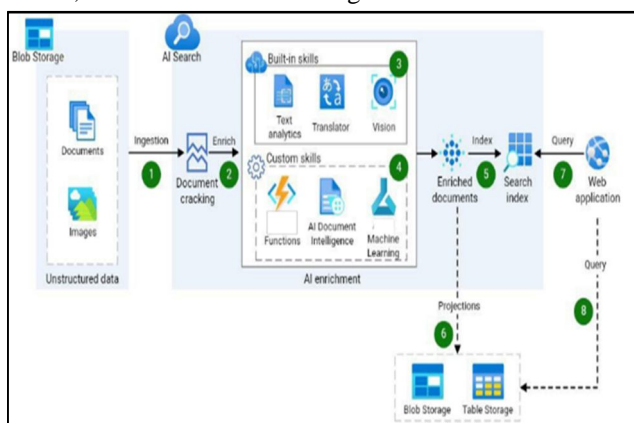 Blob Storage
AI Search
Built-in skills
3
Text
analytics
Translator
Vision
Documents
Ingestion
1
Enrich
2
Document
cracking
Custom skills
4
Index
5
Query
7
Enriched
documents
Search
index
Web
application
Images
Functions
AI Document
Intelligence
Machine
Learning
Unstructured data
AI enrichment
Query
Projections
6
8
Blob Storage
Table Storage